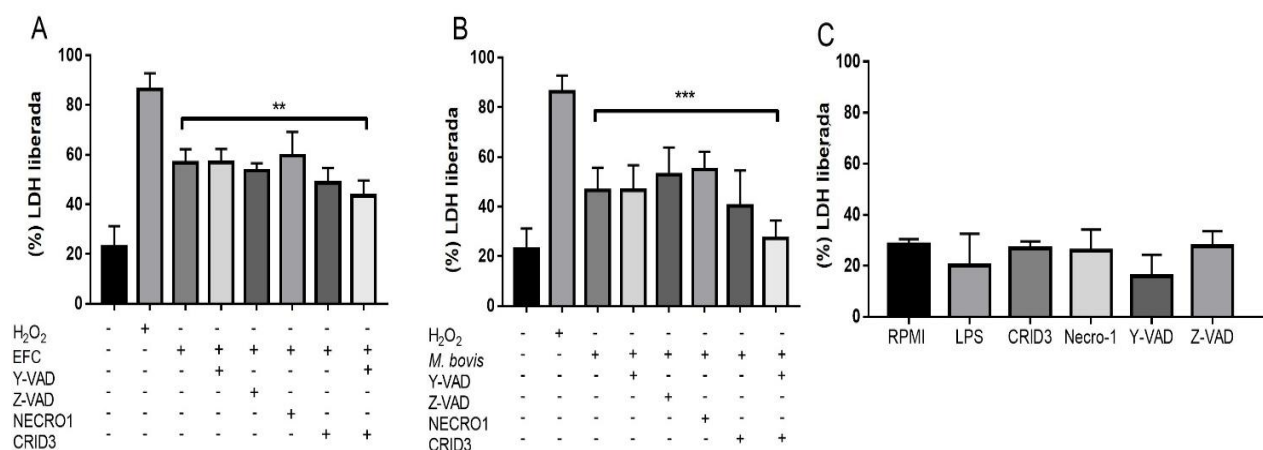 A
(%) LDH liberada
100
80
60
40
20
0
**
H₂O₂ - + - - - - - -
EFC - - + + + + + +
Y-VAD - - - + - - - +
Z-VAD - - - - + - - -
NECRO1 - - - - - + - -
CRID3 - - - - - - + +
B
(%) LDH liberada
100
80
60
40
20
0
***
H₂O₂ - + - - - - - -
M. bovis - - + + + + + +
Y-VAD - - - + - - - +
Z-VAD - - - - + - - -
NECRO1 - - - - - + - -
CRID3 - - - - - - + +
C
(%) LDH liberada
100
80
60
40
20
0
RPMI LPS CRID3 Necro-1 Y-VAD Z-VAD